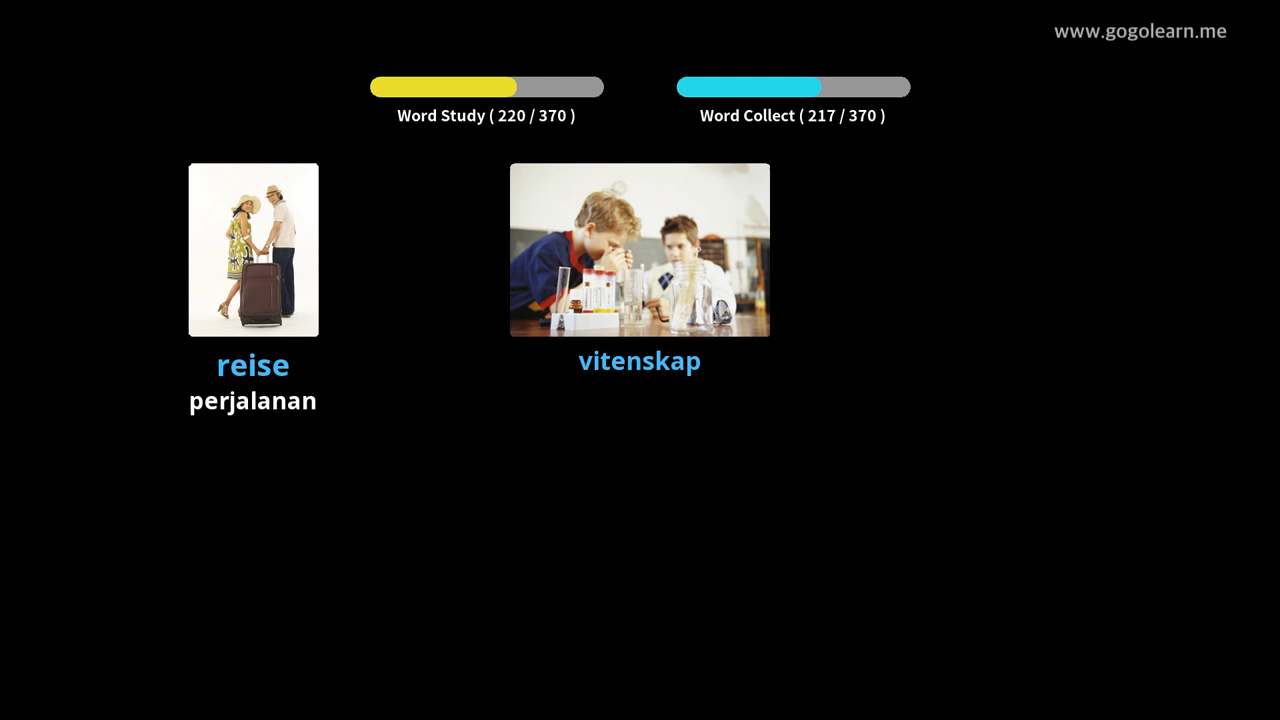 www.gogolearn.me
Word Study ( 220 / 370 )
Word Collect ( 217 / 370 )
reise
perjalanan
vitenskap